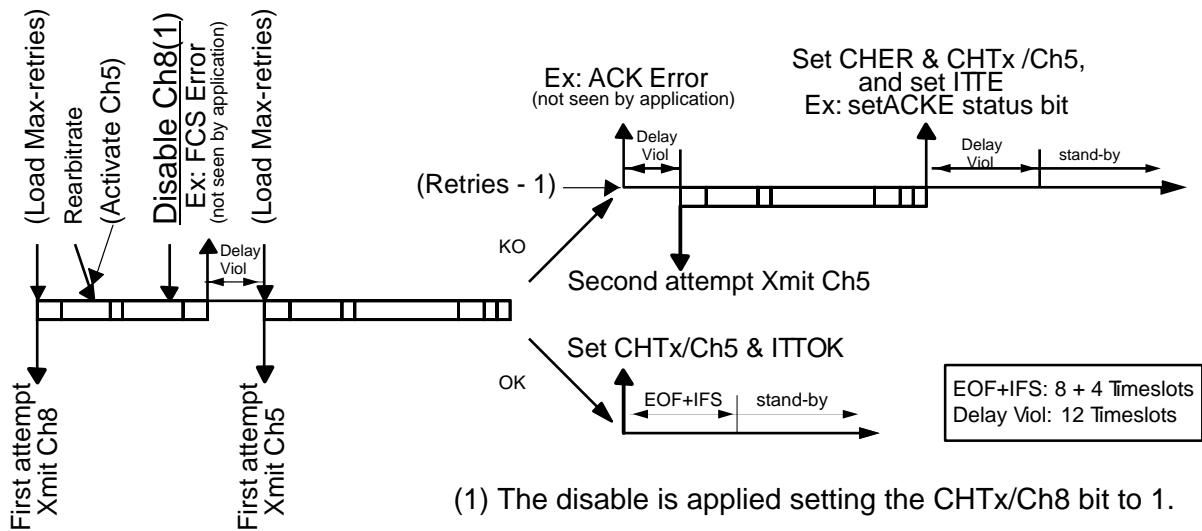 (Load Max-retries)
Rearbitrate
(Activate Ch5)
Disable Ch8(1)
Ex: FCS Error
(not seen by application)
(Load Max-retries)
Delay
Viol
First attempt
Xmit Ch8
First attempt
Xmit Ch5
Ex: ACK Error
(not seen by application)
Delay
Viol
(Retries - 1)
KO
Second attempt Xmit Ch5
Set CHER & CHTx /Ch5,
and set ITTE
Ex: setACKE status bit
Delay
Viol
stand-by
OK
Set CHTx/Ch5 & ITTOK
EOF+IFS
stand-by
EOF+IFS: 8 + 4 Timeslots
Delay Viol: 12 Timeslots
(1) The disable is applied setting the CHTx/Ch8 bit to 1.